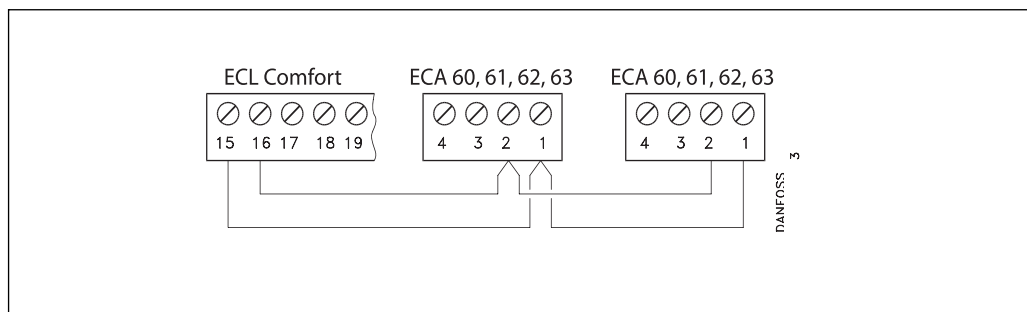 ECL Comfort
ECA 60, 61, 62, 63
ECA 60, 61, 62, 63
15 16 17 18 19
4 3 2 1
4 3 2 1
DANFOSS 3